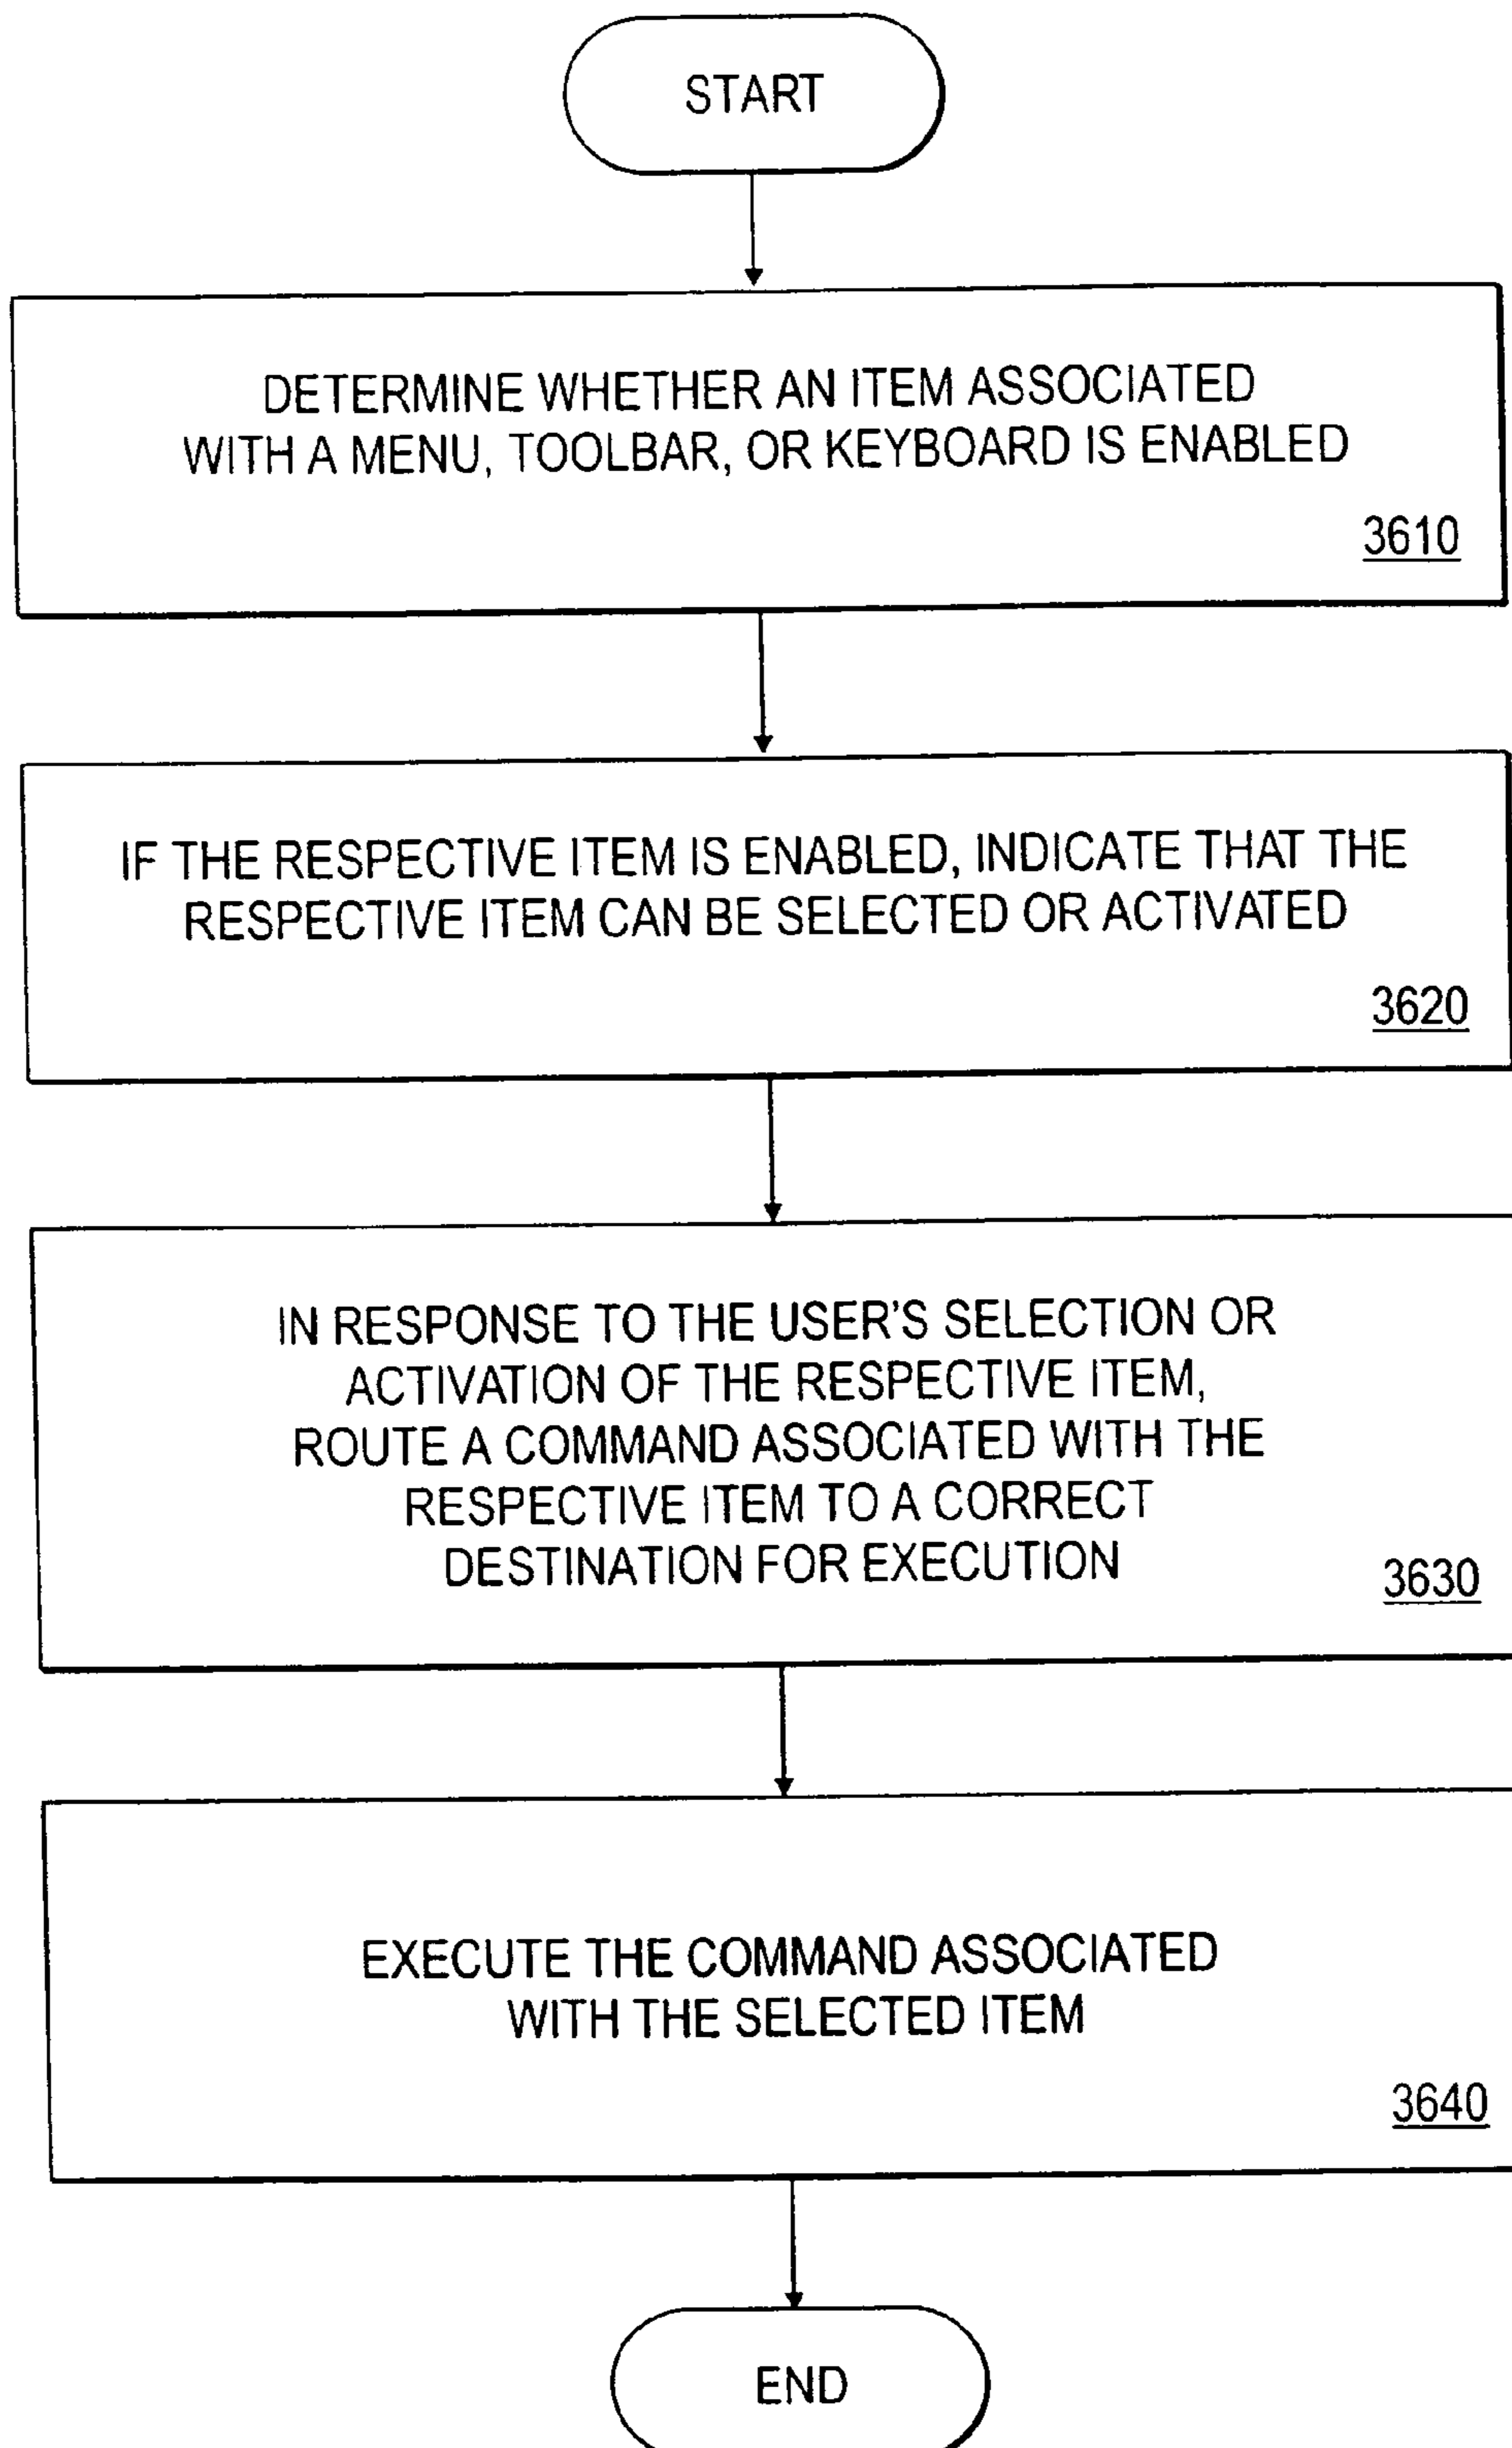 START
DETERMINE WHETHER AN ITEM ASSOCIATED
WITH A MENU, TOOLBAR, OR KEYBOARD IS ENABLED
3610
IF THE RESPECTIVE ITEM IS ENABLED, INDICATE THAT THE
RESPECTIVE ITEM CAN BE SELECTED OR ACTIVATED
3620
IN RESPONSE TO THE USER'S SELECTION OR
ACTIVATION OF THE RESPECTIVE ITEM,
ROUTE A COMMAND ASSOCIATED WITH THE
RESPECTIVE ITEM TO A CORRECT
DESTINATION FOR EXECUTION
3630
EXECUTE THE COMMAND ASSOCIATED
WITH THE SELECTED ITEM
3640
END